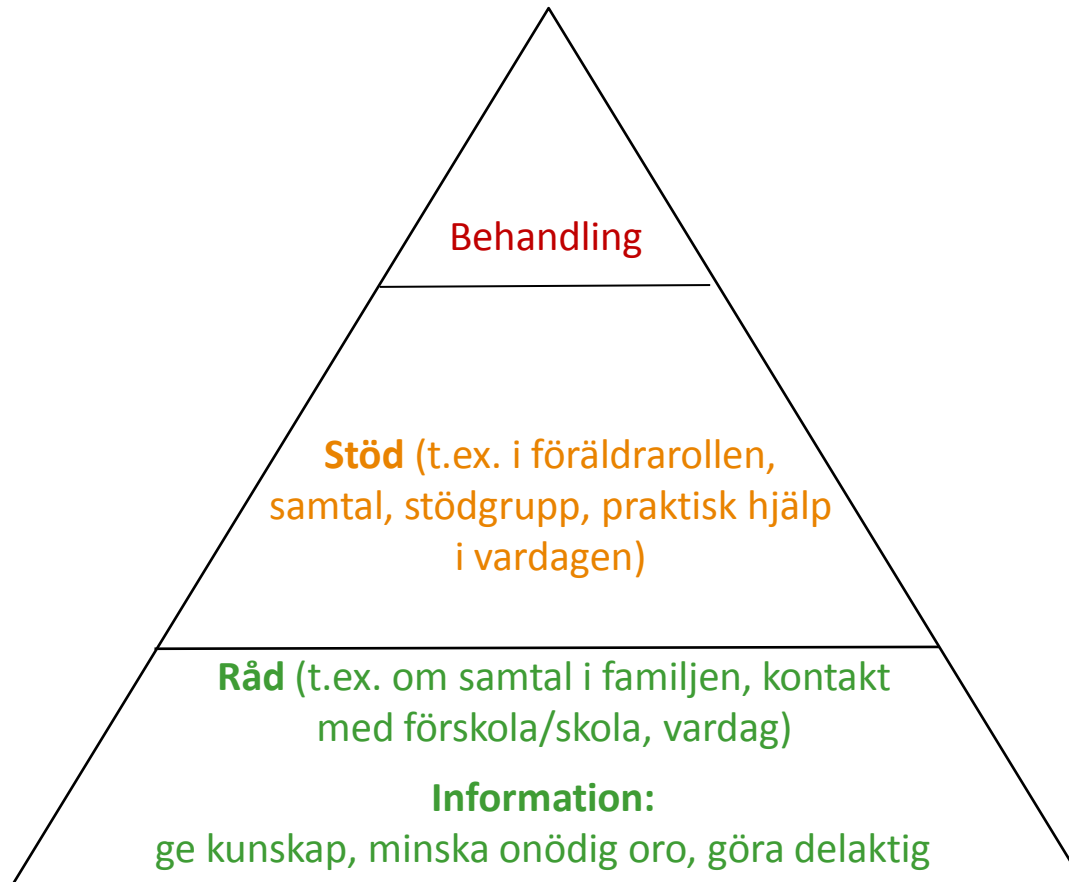 Behandling
Stöd (t.ex. i föräldrarollen,
samtal, stödgrupp, praktisk hjälp
i vardagen)
Råd (t.ex. om samtal i familjen, kontakt
med förskola/skola, vardag)
Information:
ge kunskap, minska onödig oro, göra delaktig